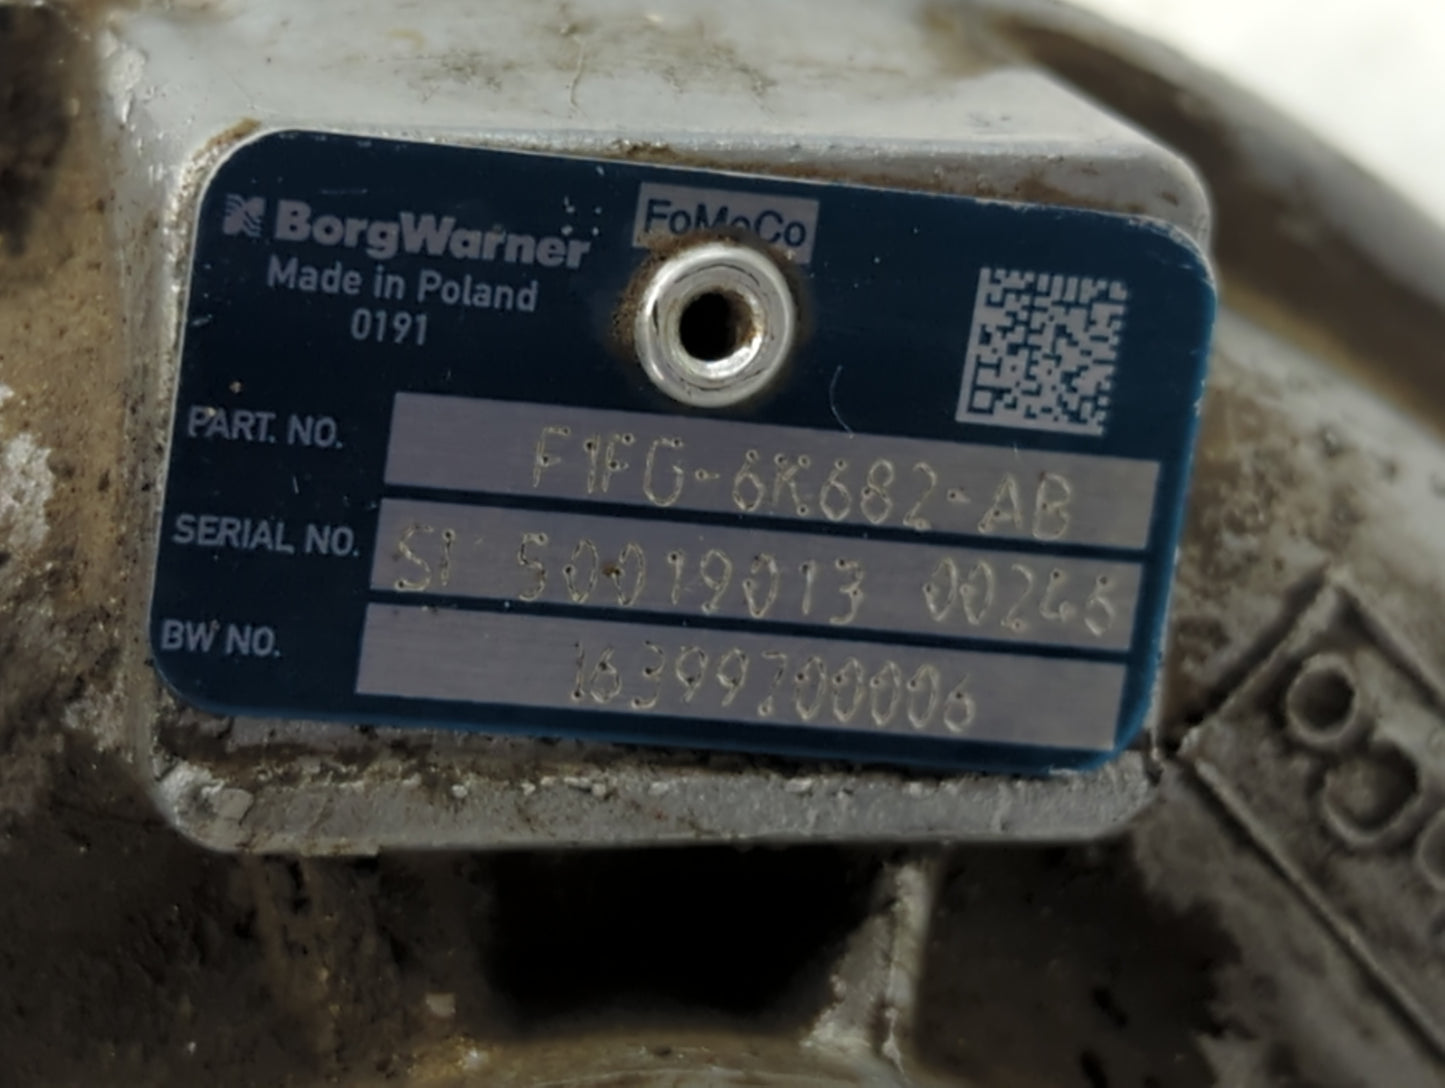 BorgWarner
Made in Poland
0191
FoMoCo
PART. NO. F1FG-6K682-AB
SERIAL NO. SI 50019013 00246
BW NO. 16399700006